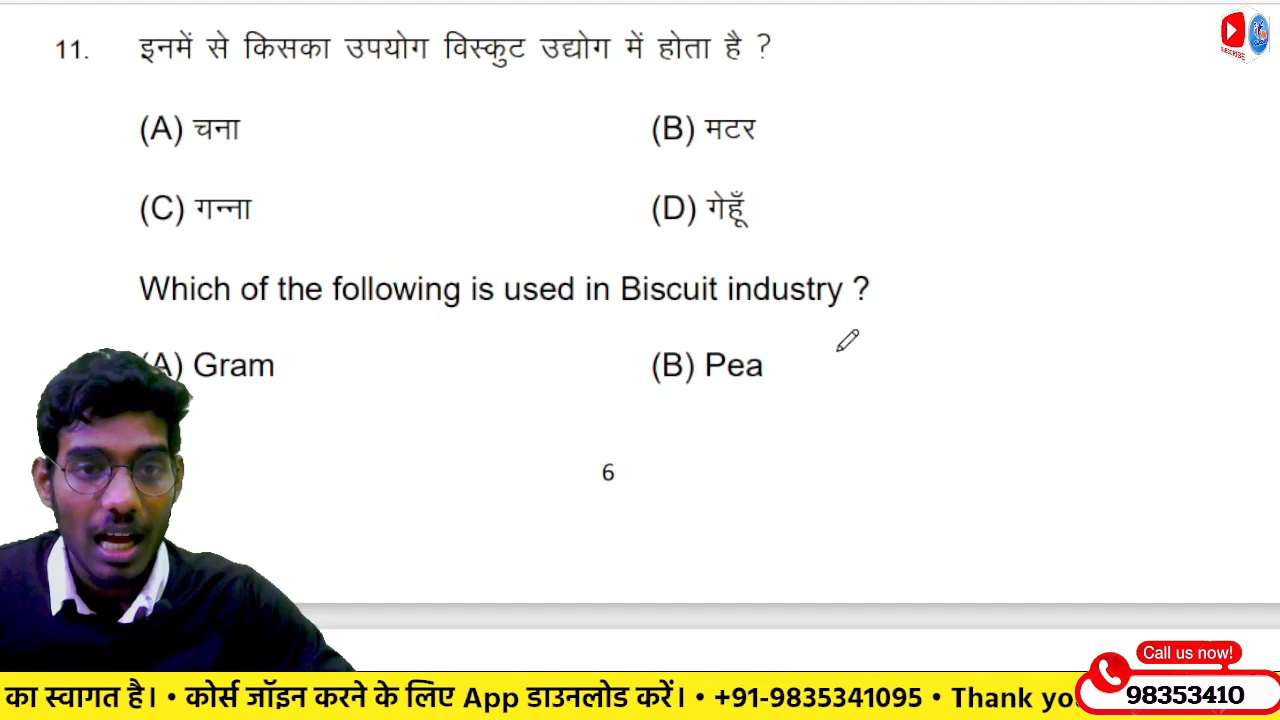 11. इनमें से किसका उपयोग विस्कुट उद्योग में होता है ?
(A) चना (B) मटर
(C) गन्ना (D) गेहूँ
Which of the following is used in Biscuit industry ?
(A) Gram (B) Pea
6
Call us now!
का स्वागत है। • कोर्स जॉइन करने के लिए App डाउनलोड करें। • +91-9835341095 • Thank you
98353410